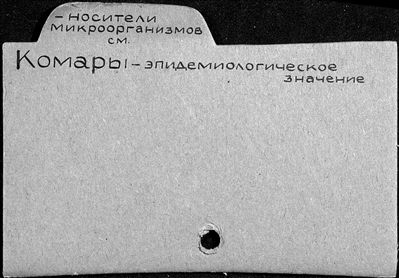 - носители
микроорганизмов
см.
Комары - эпидемиологическое
значение